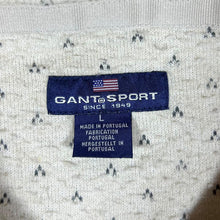 GANT SPORT
SINCE 1949
L
MADE IN PORTUGAL
FABRICATION
PORTUGAL
HERGESTELLT IN
PORTUGAL